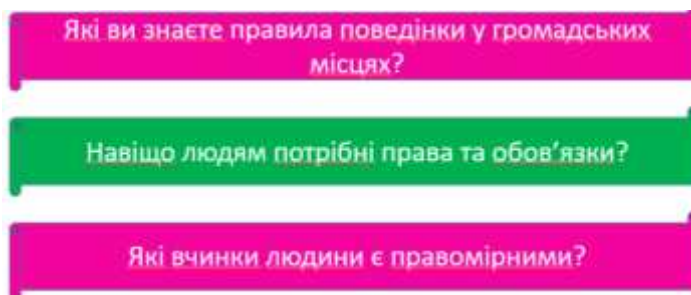 Які ви знаєте правила поведінки у громадських
місцях?
Навіщо людям потрібні права та обов'язки?
Які вчинки людини є правомірними?